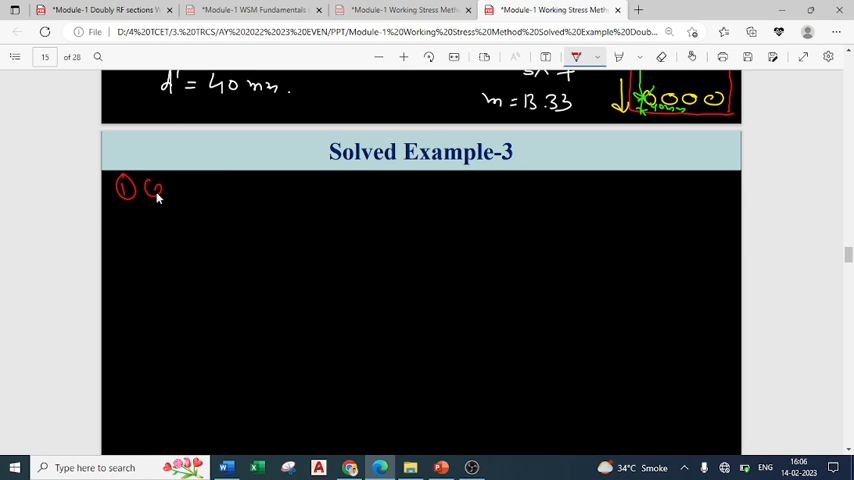 *Module-1 Doubly RF sections W
*Module-1 WSM Fundamentals
*Module-1 Working Stress Meth
*Module-1 Working Stress Meth
File
D:/4%20TCET/3.%20TRCS/AY%202022%2023%20EVEN/PPT/Module-1%20Working%20Stress%20Method%20Solved%20Example%20Doub...
15 of 28
d' = 40 mm.
m = 13.33
40mm
Solved Example-3
①
Type here to search
34°C Smoke
ENG
16:06
14-02-2023